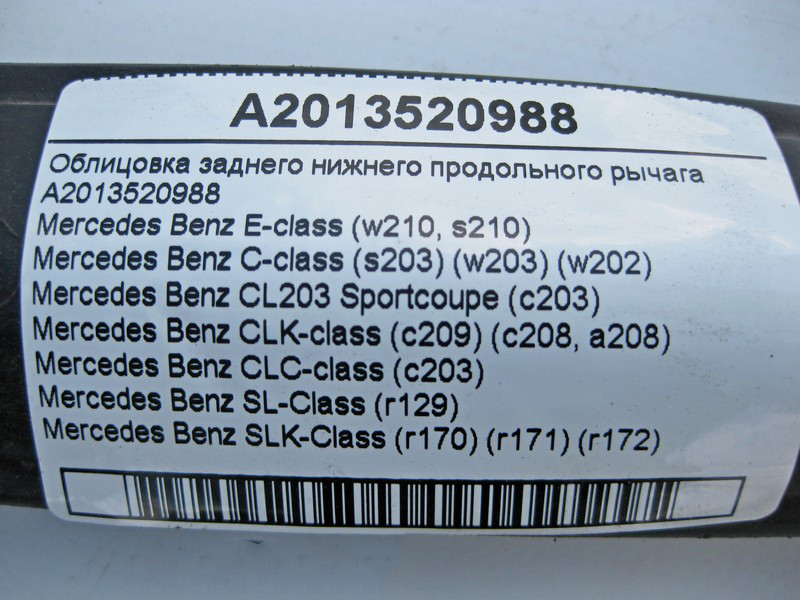 A2013520988
Облицовка заднего нижнего продольного рычага
A2013520988
Mercedes Benz E-class (w210, s210)
Mercedes Benz C-class (s203) (w203) (w202)
Mercedes Benz CL203 Sportcoupe (c203)
Mercedes Benz CLK-class (c209) (c208, a208)
Mercedes Benz CLC-class (c203)
Mercedes Benz SL-Class (r129)
Mercedes Benz SLK-Class (r170) (r171) (r172)